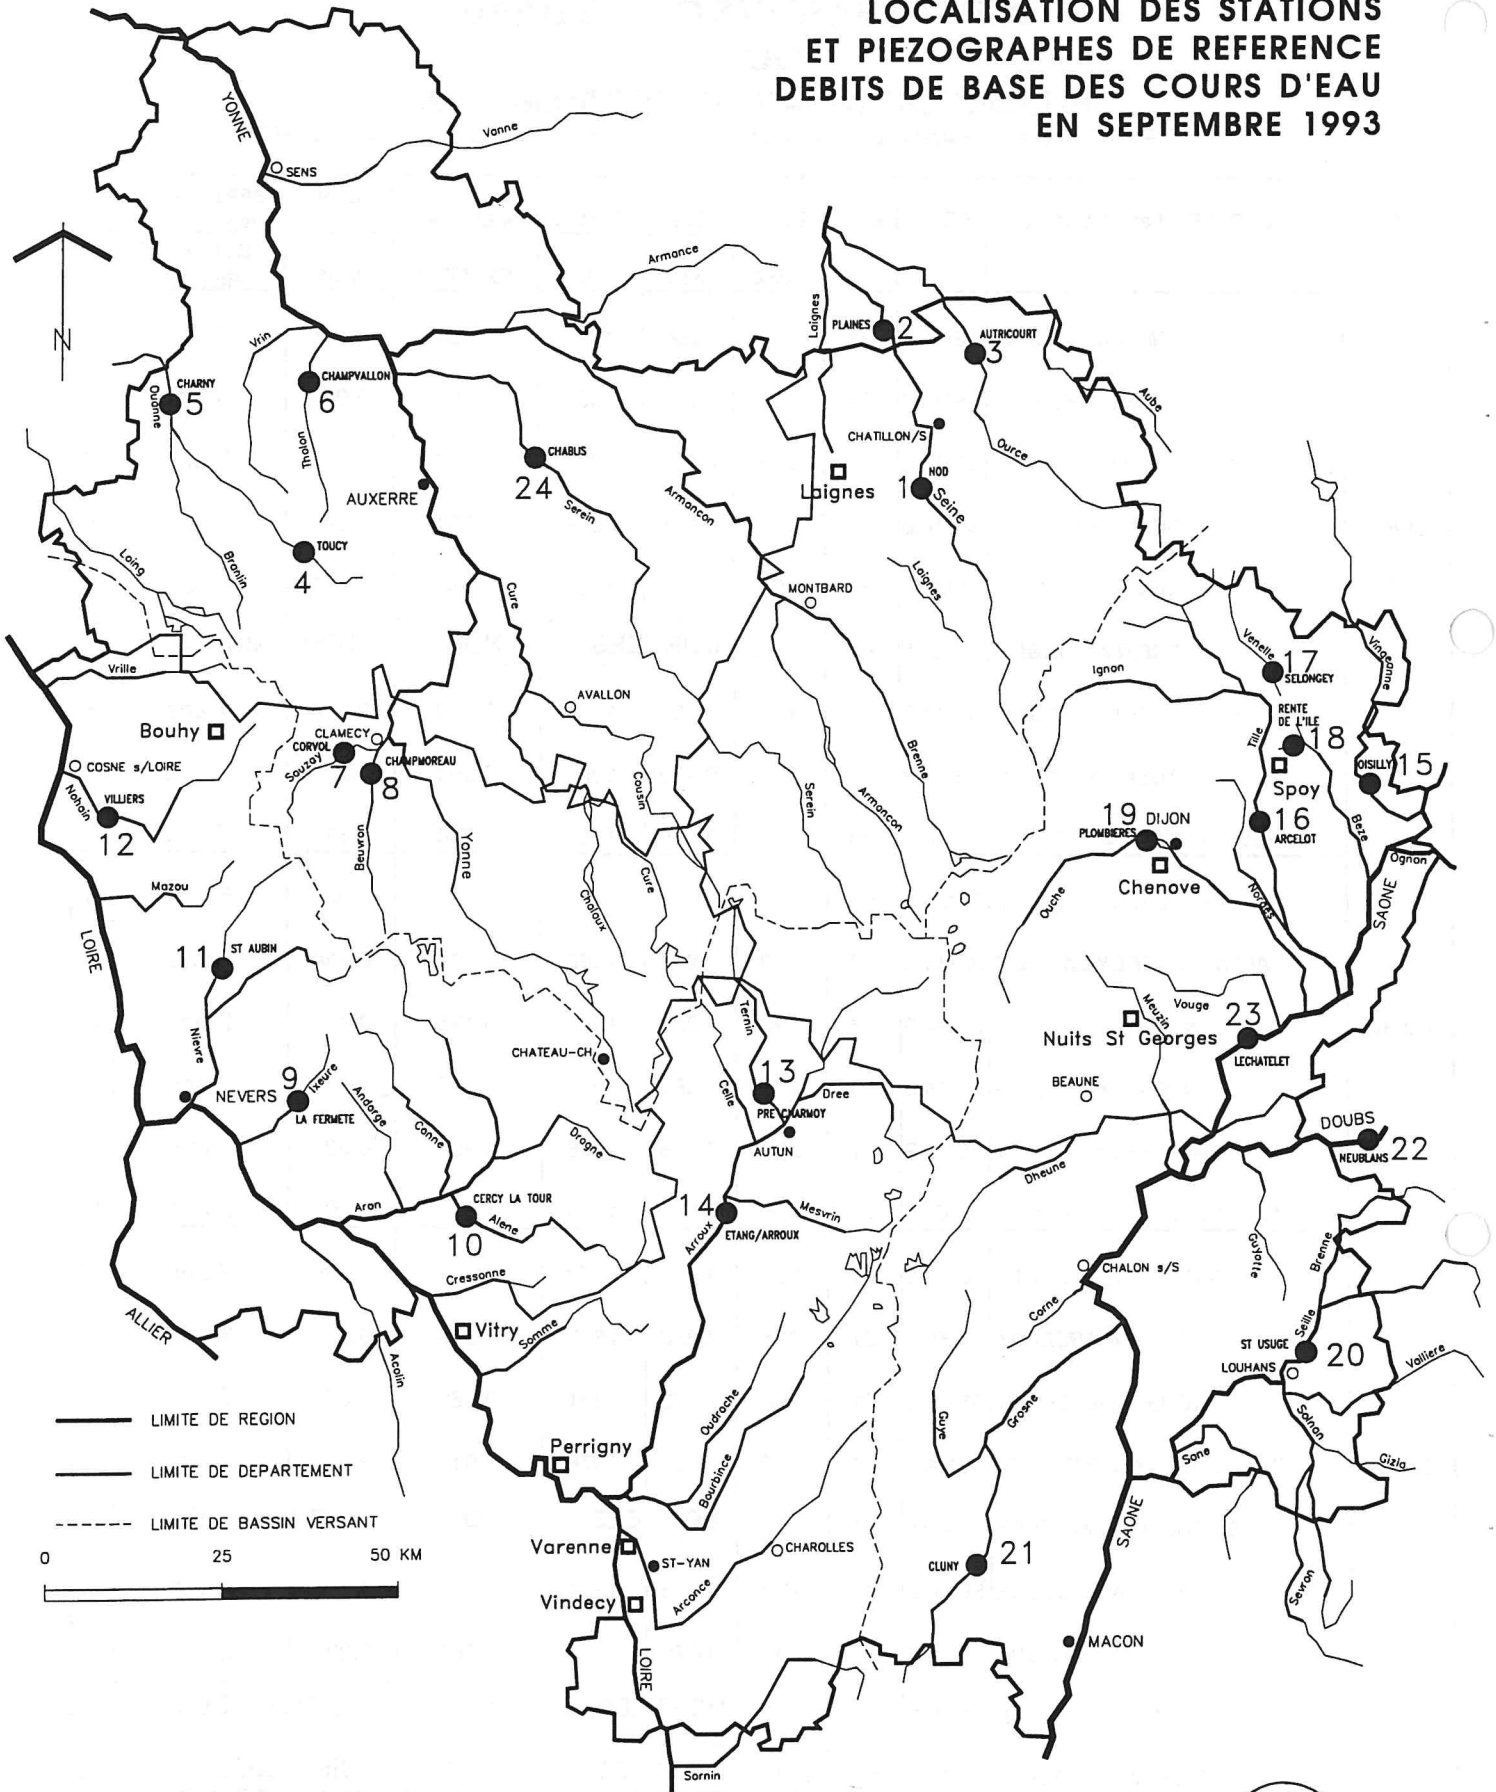 LOCALISATION DES STATIONS
ET PIEZOGRAPHES DE REFERENCE
DEBITS DE BASE DES COURS D'EAU
EN SEPTEMBRE 1993
YONNE
SENS
Vanne
Armance
N
Laignes
PLAINES
2
AUTRICOURT
3
Aube
Vrin
CHAMPVALLON
6
Tholon
CHARNY
5
Ouanne
CHATILLON/S
Ource
CHABUS
24
Serein
Armancon
Laignes
NOD
1
Seine
AUXERRE
TOUCY
4
Loing
Branlin
Cure
Laignes
MONTBARD
Venelle
17
SELONGEY
Vingeanne
Vrille
Ignon
AVALLON
RENTE
DE L'ILE
18
Bouhy
CLAMECY
CORVOL
Sauzay
7
CHAMPMOREAU
8
Tille
Brenne
COSNE s/LOIRE
Cousin
Serein
Armancon
OISILLY
15
Spoy
Nohain
VILLIERS
12
16
ARCELOT
Beze
19
DIJON
PLOMBIERES
Beuvron
Yonne
Ognon
Chenove
Mazou
Chalaux
Cure
Ouche
Norges
SAONE
LOIRE
11
ST AUBIN
Ternin
Meuzin
Vouge
Nuits St Georges
23
LECHATELET
Nievre
CHATEAU-CH
BEAUNE
NEVERS
9
Ixeure
LA FERMETE
Andorge
Canne
Celle
13
PRE CHARMOY
Dree
AUTUN
DOUBS
22
NEUBLANS
Dragne
Dheune
Aron
CERCY LA TOUR
Alene
10
14
ETANG/ARROUX
Arroux
Mesvrin
Cressonne
CHALON s/S
Guyotte
Brenne
Corne
Seille
ALLIER
Vitry
Somme
Acolin
ST USUGE
20
LOUHANS
Valliere
LIMITE DE REGION
Oudrache
Guye
Grosne
Solnan
Perrigny
Sane
Gizia
LIMITE DE DEPARTEMENT
Bourbince
LIMITE DE BASSIN VERSANT
SAONE
Varenne
ST-YAN
CHAROLLES
0 25 50 KM
CLUNY
21
Vindecy
Arconce
Sevron
MACON
LOIRE
Sornin